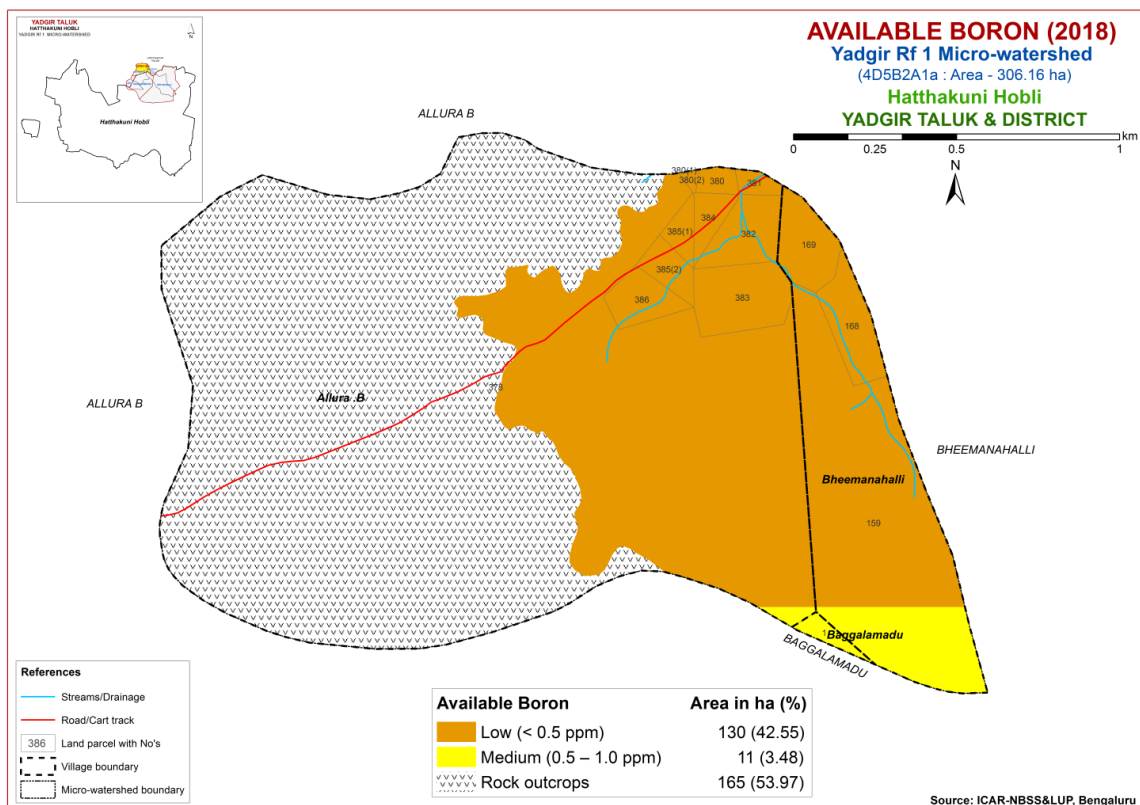 YADGIR TALUK
HATTHAKUNI HOBLI
YADGIR Rf 1 MICRO-WATERSHED
N
Hatthakuni Hobli
AVAILABLE BORON (2018)
Yadgir Rf 1 Micro-watershed
(4D5B2A1a : Area - 306.16 ha)
Hatthakuni Hobli
YADGIR TALUK & DISTRICT
km
0 0.25 0.5 1
N
ALLURA B
380(1)
380(2) 380 381
384
385(1) 382 169
385(2)
386 383
168
378
Allura .B
ALLURA B
BHEEMANAHALLI
Bheemanahalli
159
1
Baggalamadu
BAGGALAMADU
References
Streams/Drainage
Road/Cart track
386 Land parcel with No's
Village boundary
Micro-watershed boundary
Available Boron Area in ha (%)
Low (< 0.5 ppm) 130 (42.55)
Medium (0.5 – 1.0 ppm) 11 (3.48)
Rock outcrops 165 (53.97)
Source: ICAR-NBSS&LUP, Bengaluru